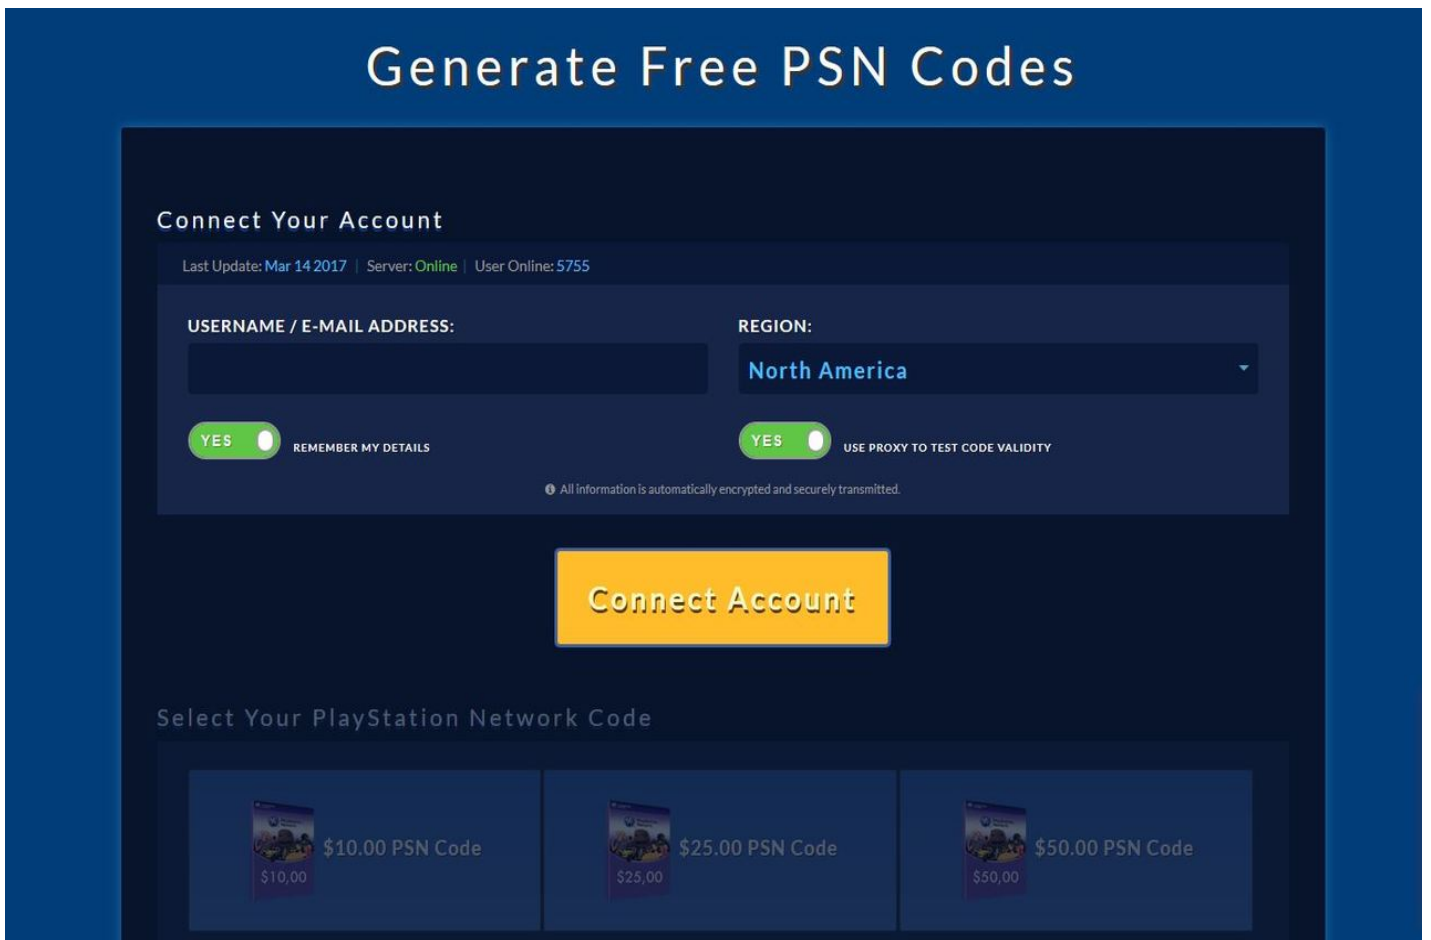 Generate Free PSN Codes
Connect Your Account
Last Update: Mar 14 2017 | Server: Online | User Online: 5755
USERNAME / E-MAIL ADDRESS:
REGION:
North America
YES REMEMBER MY DETAILS
YES USE PROXY TO TEST CODE VALIDITY
All information is automatically encrypted and securely transmitted.
Connect Account
Select Your PlayStation Network Code
$10.00 PSN Code
$10,00
$25.00 PSN Code
$25,00
$50.00 PSN Code
$50,00